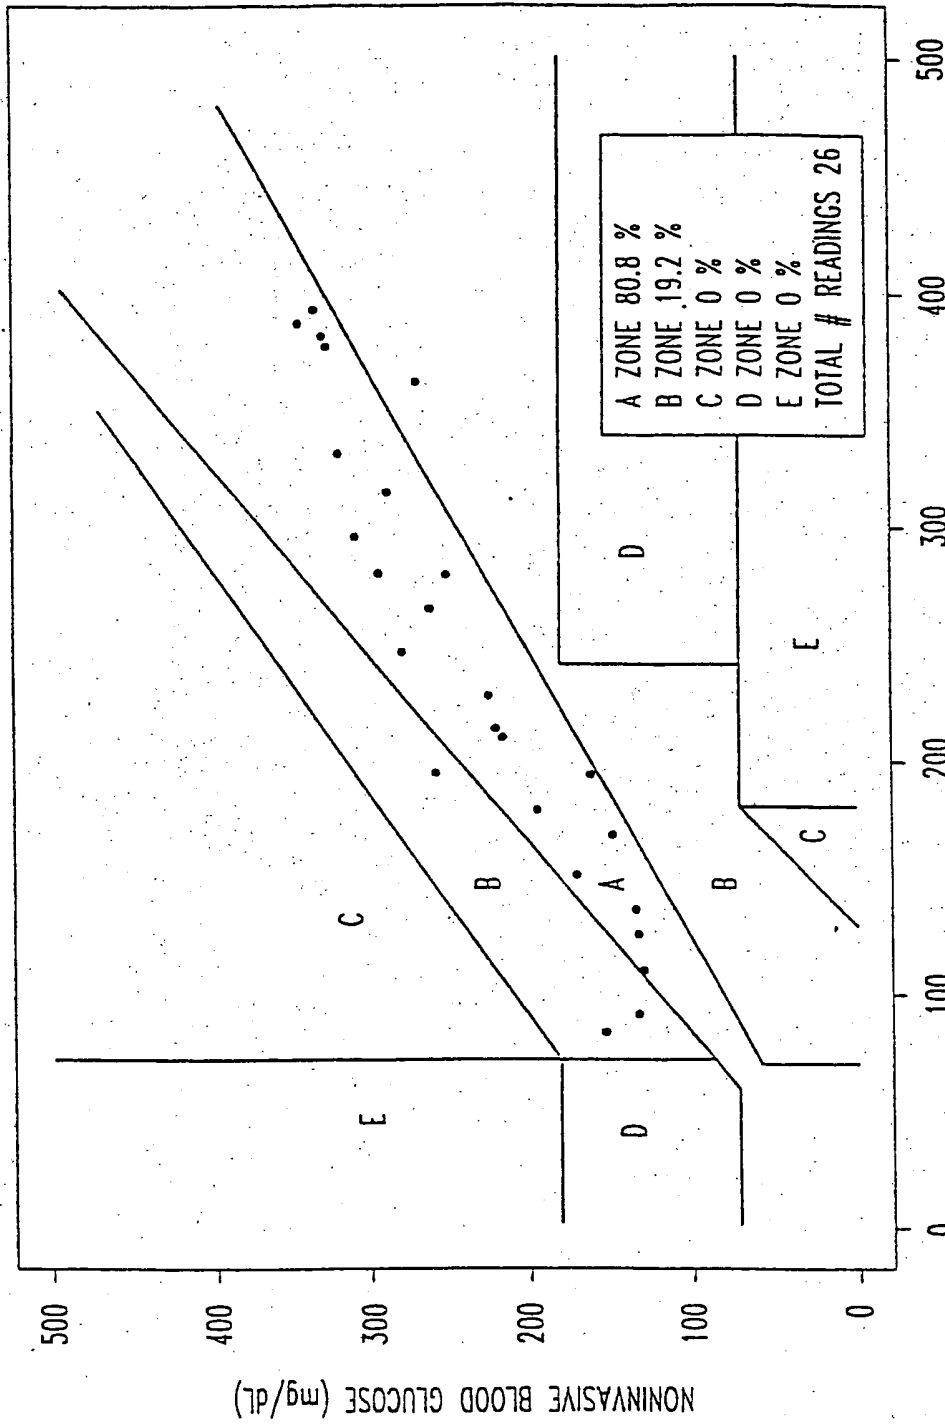 NONINVASIVE BLOOD GLUCOSE (mg/dL)
500
400
300
200
100
0
E
C
B
A
D
B
D
C
E
A ZONE 80.8 %
B ZONE 19.2 %
C ZONE 0 %
D ZONE 0 %
E ZONE 0 %
TOTAL # READINGS 26
0
100
200
300
400
500